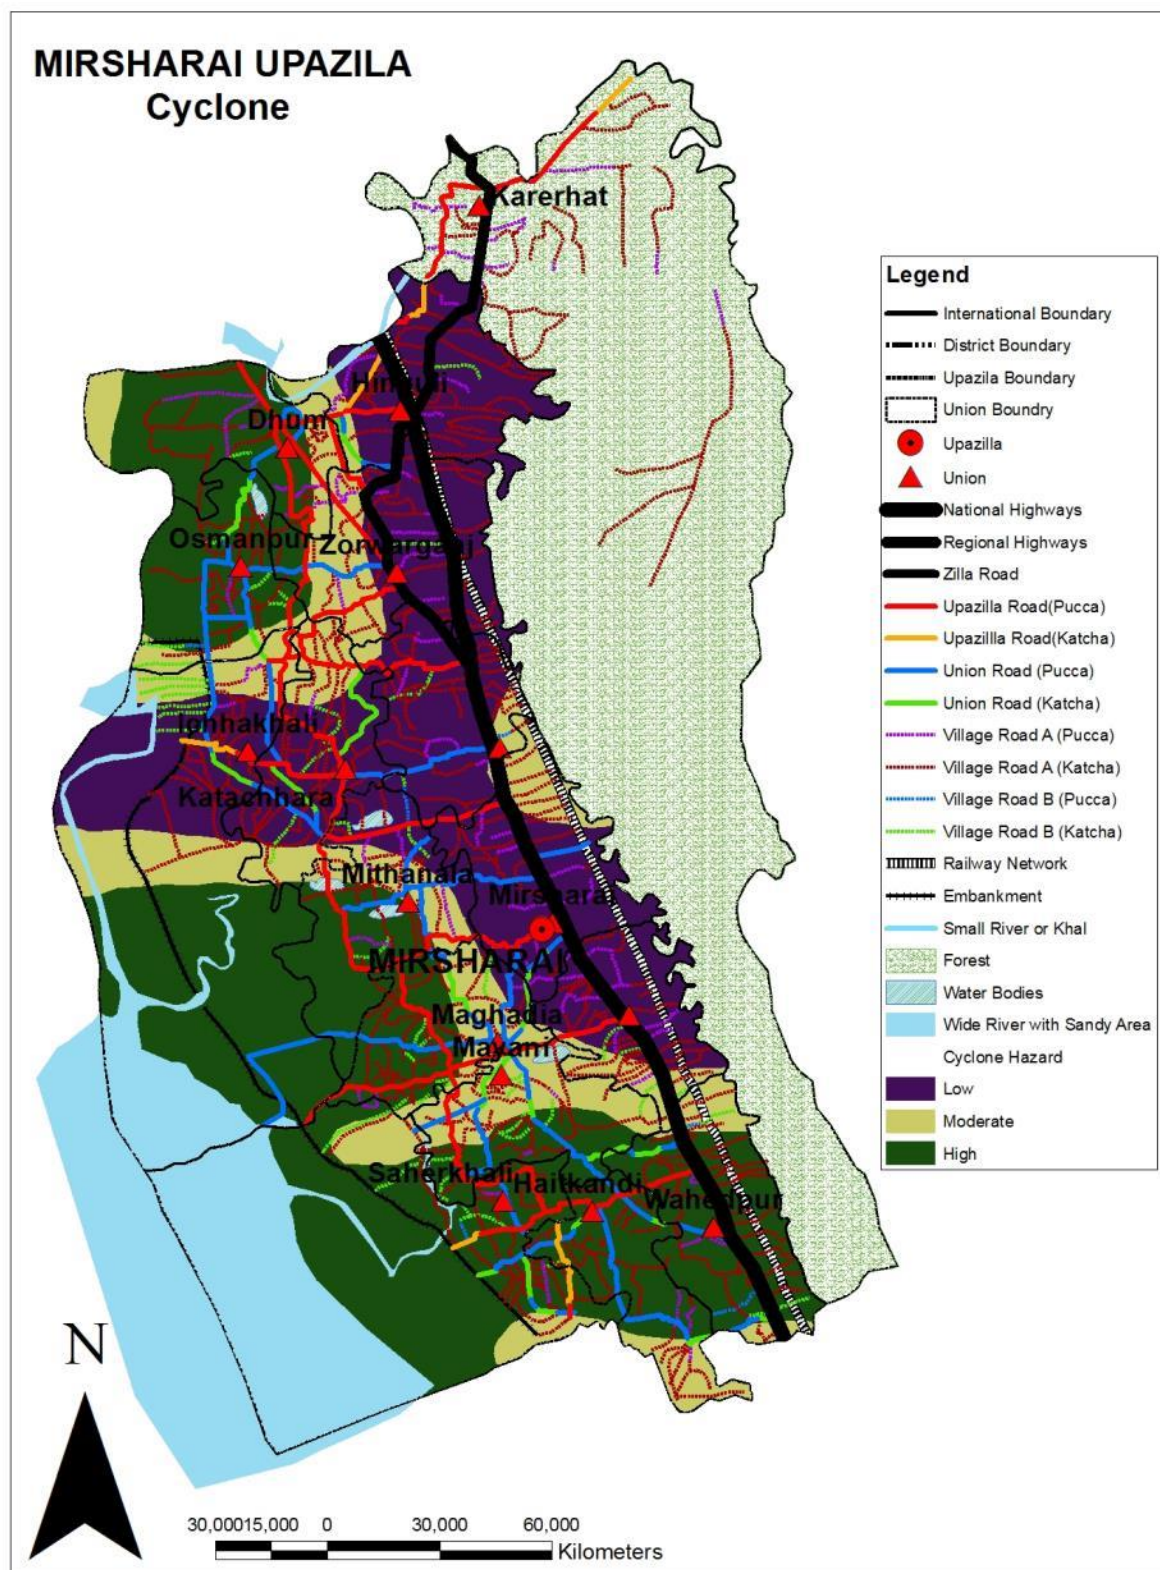 MIRSHARAI UPAZILA
Cyclone
Karerhat
Dhum
Osmanpur
Zorwarganj
Katachhara
Mithanala
Mirsharai
MIRSHARAI
Maghadia
Mayani
Saherkhali
Haitkandi
Wahedpur
Legend
International Boundary
District Boundary
Upazila Boundary
Union Boundry
Upazilla
Union
National Highways
Regional Highways
Zilla Road
Upazilla Road(Pucca)
Upazillla Road(Katcha)
Union Road (Pucca)
Union Road (Katcha)
Village Road A (Pucca)
Village Road A (Katcha)
Village Road B (Pucca)
Village Road B (Katcha)
Railway Network
Embankment
Small River or Khal
Forest
Water Bodies
Wide River with Sandy Area
Cyclone Hazard
Low
Moderate
High
N
30,00015,000 0 30,000 60,000
Kilometers